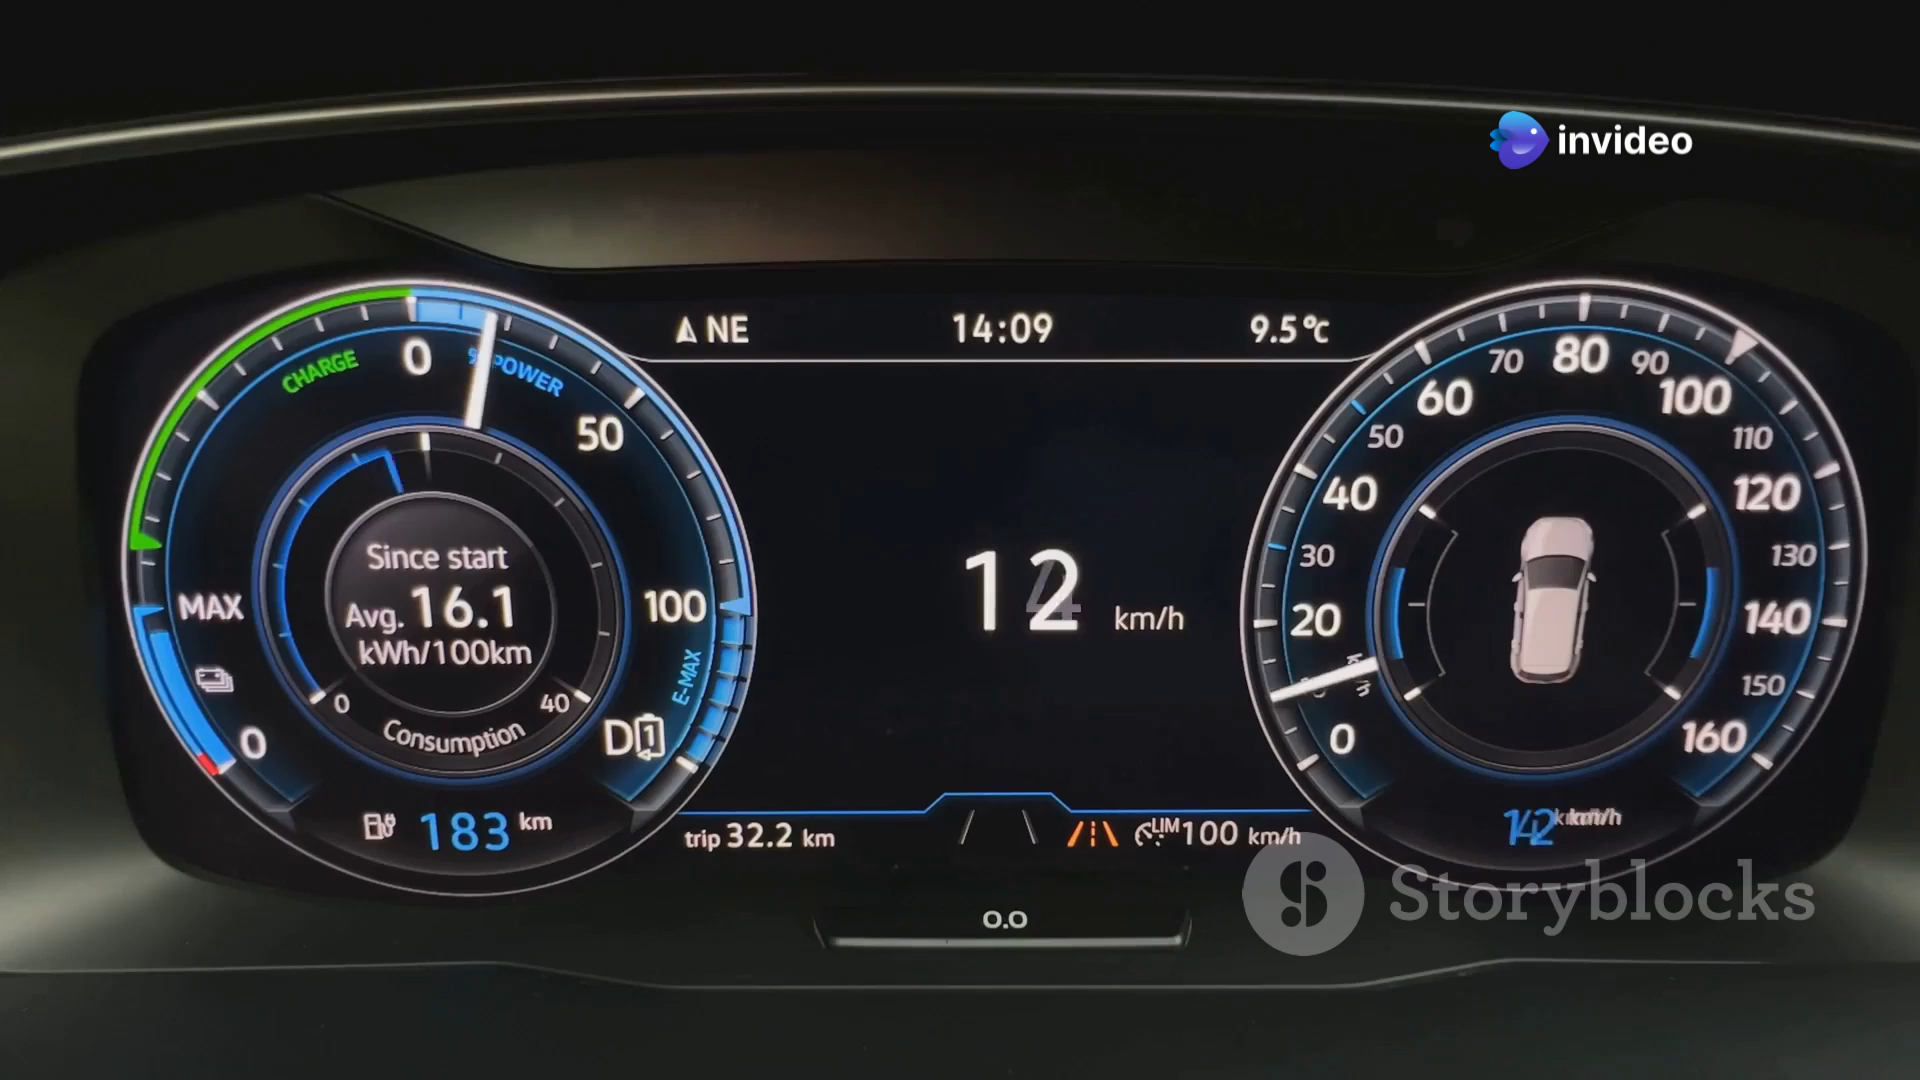 invideo
NE
14:09
9.5°C
CHARGE
0
% POWER
50
100
E-MAX
MAX
0
Since start
Avg. 16.1
kWh/100km
0
40
Consumption
D
1
183 km
12 km/h
trip 32.2 km
LIM 100 km/h
0.0
0
20
30
40
50
60
70
80
90
100
110
120
130
140
150
160
km/h
Storyblocks